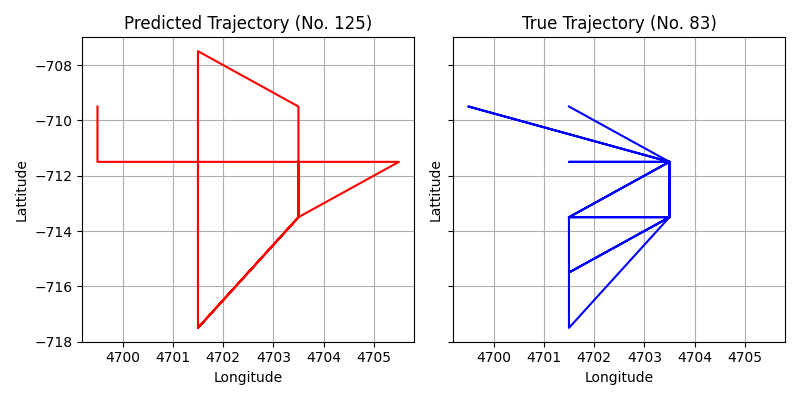 Predicted Trajectory (No. 125)
True Trajectory (No. 83)
Lattitude
−708
−710
−712
−714
−716
−718
4700 4701 4702 4703 4704 4705
Longitude
Lattitude
4700 4701 4702 4703 4704 4705
Longitude